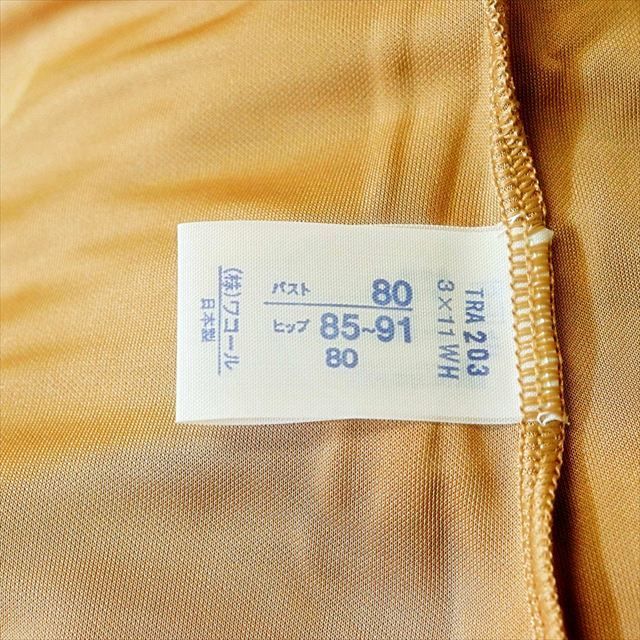 バスト 80
ヒップ 85~91
80
TRA 203
3×11WH
(株)ワコール
日本製